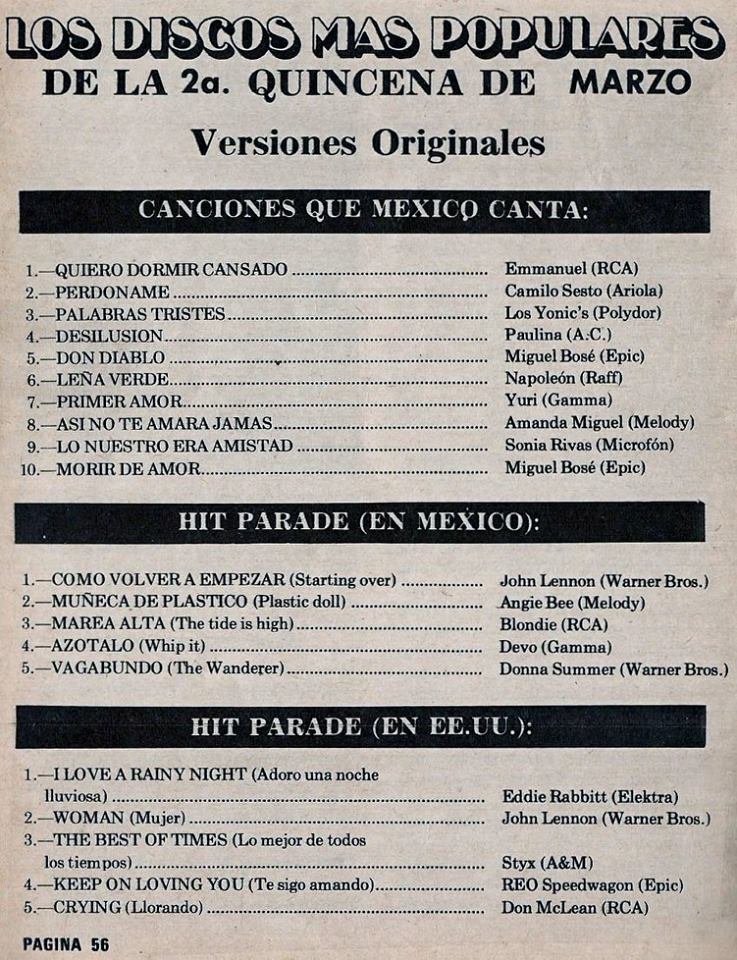 LOS DISCOS MAS POPULARES
DE LA 2a. QUINCENA DE MARZO
Versiones Originales
CANCIONES QUE MEXICO CANTA:
1.—QUIERO DORMIR CANSADO ........ Emmanuel (RCA)
2.—PERDONAME ........ Camilo Sesto (Ariola)
3.—PALABRAS TRISTES ........ Los Yonic's (Polydor)
4.—DESILUSION ........ Paulina (A.C.)
5.—DON DIABLO ........ Miguel Bosé (Epic)
6.—LEÑA VERDE ........ Napoleón (Raff)
7.—PRIMER AMOR ........ Yuri (Gamma)
8.—ASI NO TE AMARA JAMAS ........ Amanda Miguel (Melody)
9.—LO NUESTRO ERA AMISTAD ........ Sonia Rivas (Microfón)
10.—MORIR DE AMOR ........ Miguel Bosé (Epic)
HIT PARADE (EN MEXICO):
1.—COMO VOLVER A EMPEZAR (Starting over) ........ John Lennon (Warner Bros.)
2.—MUÑECA DE PLASTICO (Plastic doll) ........ Angie Bee (Melody)
3.—MAREA ALTA (The tide is high) ........ Blondie (RCA)
4.—AZOTALO (Whip it) ........ Devo (Gamma)
5.—VAGABUNDO (The Wanderer) ........ Donna Summer (Warner Bros.)
HIT PARADE (EN EE.UU.):
1.—I LOVE A RAINY NIGHT (Adoro una noche
lluviosa) ........ Eddie Rabbitt (Elektra)
2.—WOMAN (Mujer) ........ John Lennon (Warner Bros.)
3.—THE BEST OF TIMES (Lo mejor de todos
los tiempos) ........ Styx (A&M)
4.—KEEP ON LOVING YOU (Te sigo amando) ........ REO Speedwagon (Epic)
5.—CRYING (Llorando) ........ Don McLean (RCA)
PAGINA 56